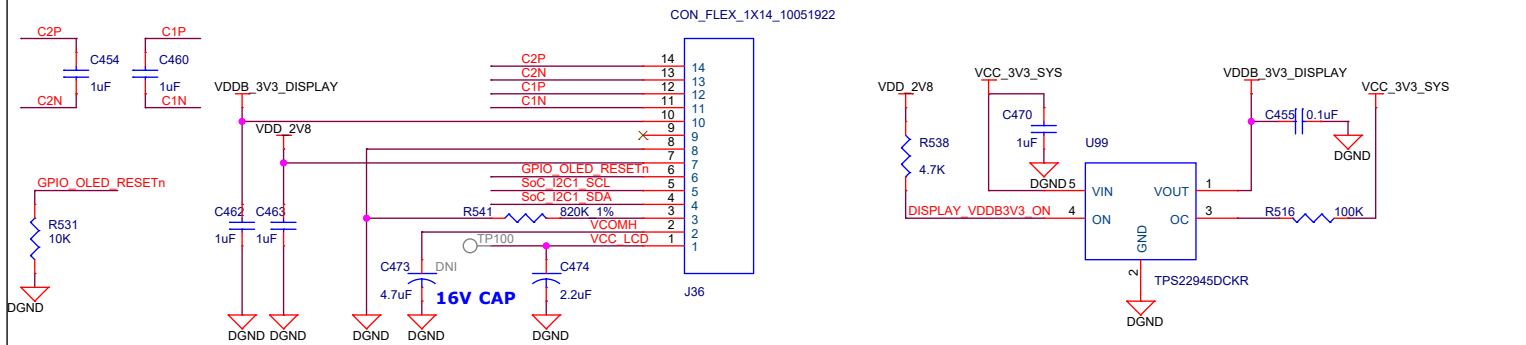 CON_FLEX_1X14_10051922
C2P
C454
1uF
C2N
C1P
C460
1uF
C1N
VDDB_3V3_DISPLAY
VDD_2V8
GPIO_OLED_RESETn
R531
10K
DGND
C462
1uF
C463
1uF
DGND
DGND
C2P
14
14
C2N
13
13
C1P
12
12
C1N
11
11
10
10
9
9
8
8
7
7
GPIO_OLED_RESETn
6
6
SoC_I2C1_SCL
5
5
SoC_I2C1_SDA
4
4
R541
820K_1%
3
3
VCOMH
2
2
TP100
VCC_LCD
1
1
C473
DNI
4.7uF
16V CAP
C474
2.2uF
J36
DGND
DGND
DGND
VDD_2V8
R538
4.7K
VCC_3V3_SYS
C470
1uF
DGND
VDDB_3V3_DISPLAY
C455
0.1uF
DGND
VCC_3V3_SYS
U99
5
VIN
VOUT
1
DISPLAY_VDDB3V3_ON
4
ON
OC
3
R516
100K
GND
2
TPS22945DCKR
DGND